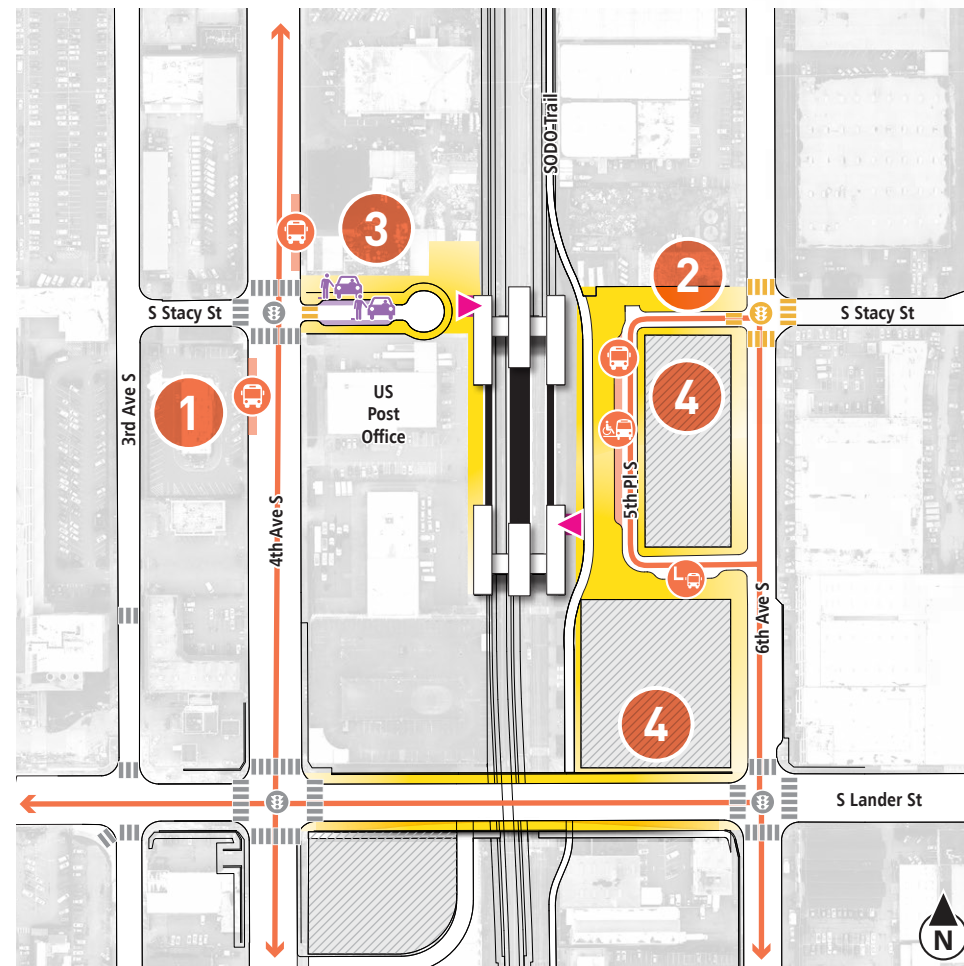 SODO Trail
3
2
S Stacy St
S Stacy St
1
3rd Ave S
US
Post
Office
4
5th Pl S
4th Ave S
L
6th Ave S
4
S Lander St
N